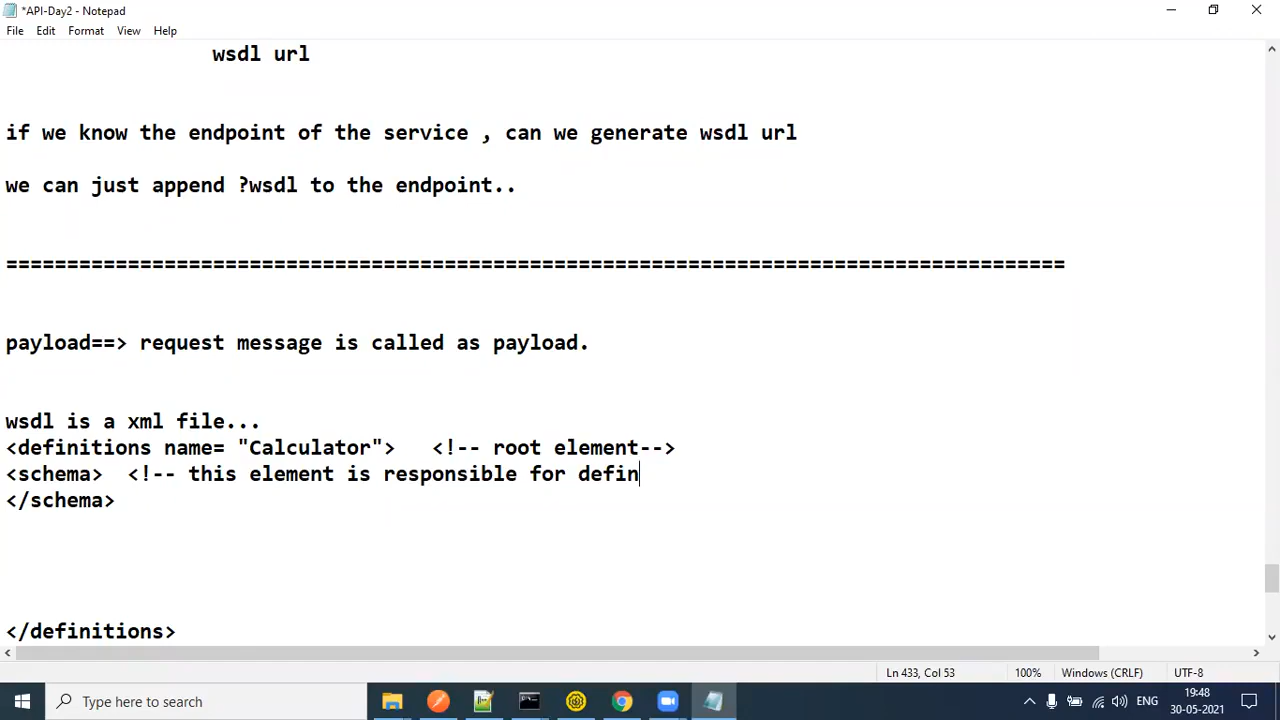 *API-Day2 - Notepad
File Edit Format View Help
wsdl url
if we know the endpoint of the service , can we generate wsdl url
we can just append ?wsdl to the endpoint..
=======================================================================================
payload==> request message is called as payload.
wsdl is a xml file...
<definitions name= "Calculator">   <!-- root element-->
<schema>  <!-- this element is responsible for defin
</schema>
</definitions>
Ln 433, Col 53 100% Windows (CRLF) UTF-8
Type here to search ENG 19:48
30-05-2021